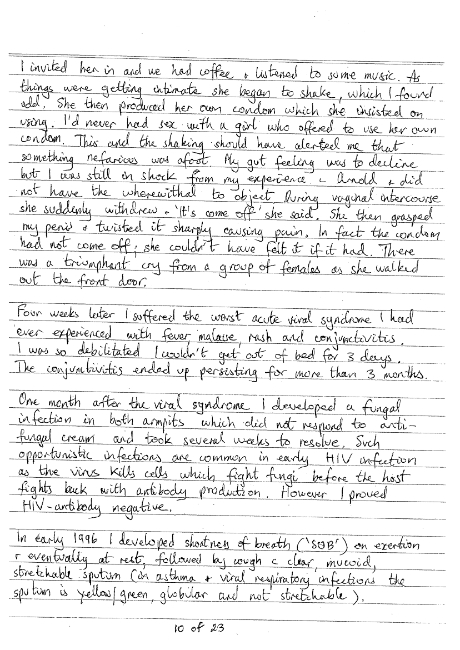 I invited her in and we had coffee + listened to some music. As
things were getting intimate she began to shake, which I found
odd. She then produced her own condom which she insisted on
using. I'd never had sex with a girl who offered to use her own
condom. This and the shaking should have alerted me that
something nefarious was afoot. My gut feeling was to decline
but I was still in shock from my experience c Arnold + did
not have the wherewithal to object. During vaginal intercourse
she suddenly withdrew + 'It's come off' she said. She then grasped
my penis + twisted it sharply causing pain. In fact the condom
had not come off; she couldn't have felt it if it had. There
was a triumphant cry from a group of females as she walked
out the front door.
Four weeks later I suffered the worst acute viral syndrome I had
ever experienced with fever, malaise, rash and conjunctivitis.
I was so debilitated I couldn't get out of bed for 3 days.
The conjuntivitis ended up persisting for more than 3 months.
One month after the viral syndrome I developed a fungal
infection in both armpits which did not respond to anti-
fungal cream and took several weeks to resolve. Such
opportunistic infections are common in early HIV infection
as the virus kills cells which fight fungi before the host
fights back with antibody production. However I proved
HIV-antibody negative.
In early 1996 I developed shortness of breath ('SOB') on exertion
+ eventually at rest, followed by cough c clear, mucoid,
stretchable sputum (in asthma + viral respiratory infections the
sputum is yellow/green, globular and not stretchable).
10 of 23